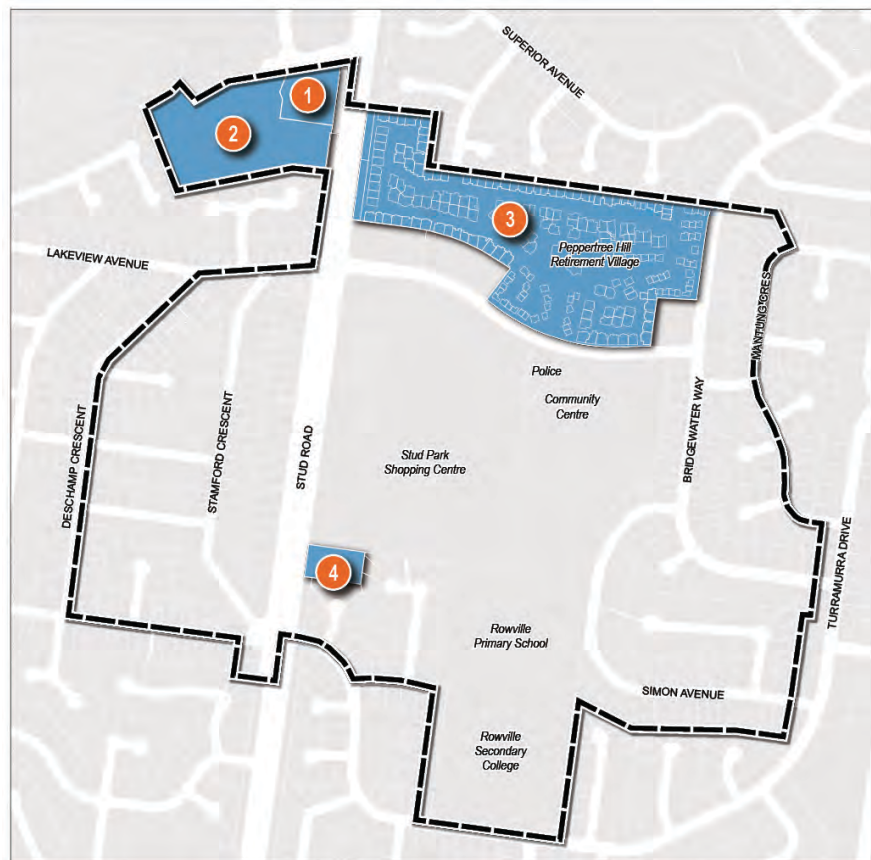 SUPERIOR AVENUE
1
2
3
Peppertree Hill
Retirement Village
LAKEVIEW AVENUE
MANTUNG CRES
Police
Community
Centre
DESCHAMP CRESCENT
STAMFORD CRESCENT
STUD ROAD
Stud Park
Shopping Centre
BRIDGEWATER WAY
4
TURRAMURRA DRIVE
Rowville
Primary School
SIMON AVENUE
Rowville
Secondary
College